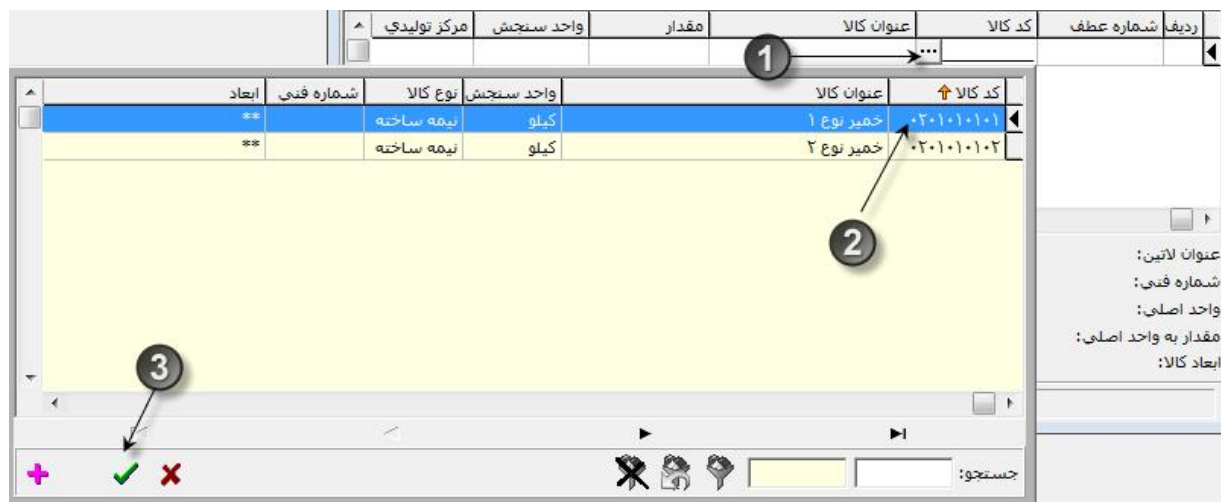 ردیف شماره عطف کد کالا عنوان کالا مقدار واحد سنجش مرکز تولیدي
1
کد کالا عنوان کالا واحد سنجش نوع کالا شماره فني ابعاد
۰۲۰۱۰۱۰۱۰۱ خمیر نوع ۱ کیلو نیمه ساخته **
۰۲۰۱۰۱۰۱۰۲ خمیر نوع ۲ کیلو نیمه ساخته **
2
عنوان لاتین:
شماره فنی:
واحد اصلی:
مقدار به واحد اصلی:
ابعاد کالا:
3
جستجو: